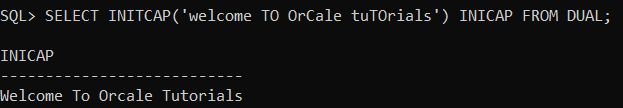 SQL> SELECT INITCAP('welcome TO OrCale tuTOrials') INICAP FROM DUAL;
INICAP
---------------------------
Welcome To Orcale Tutorials